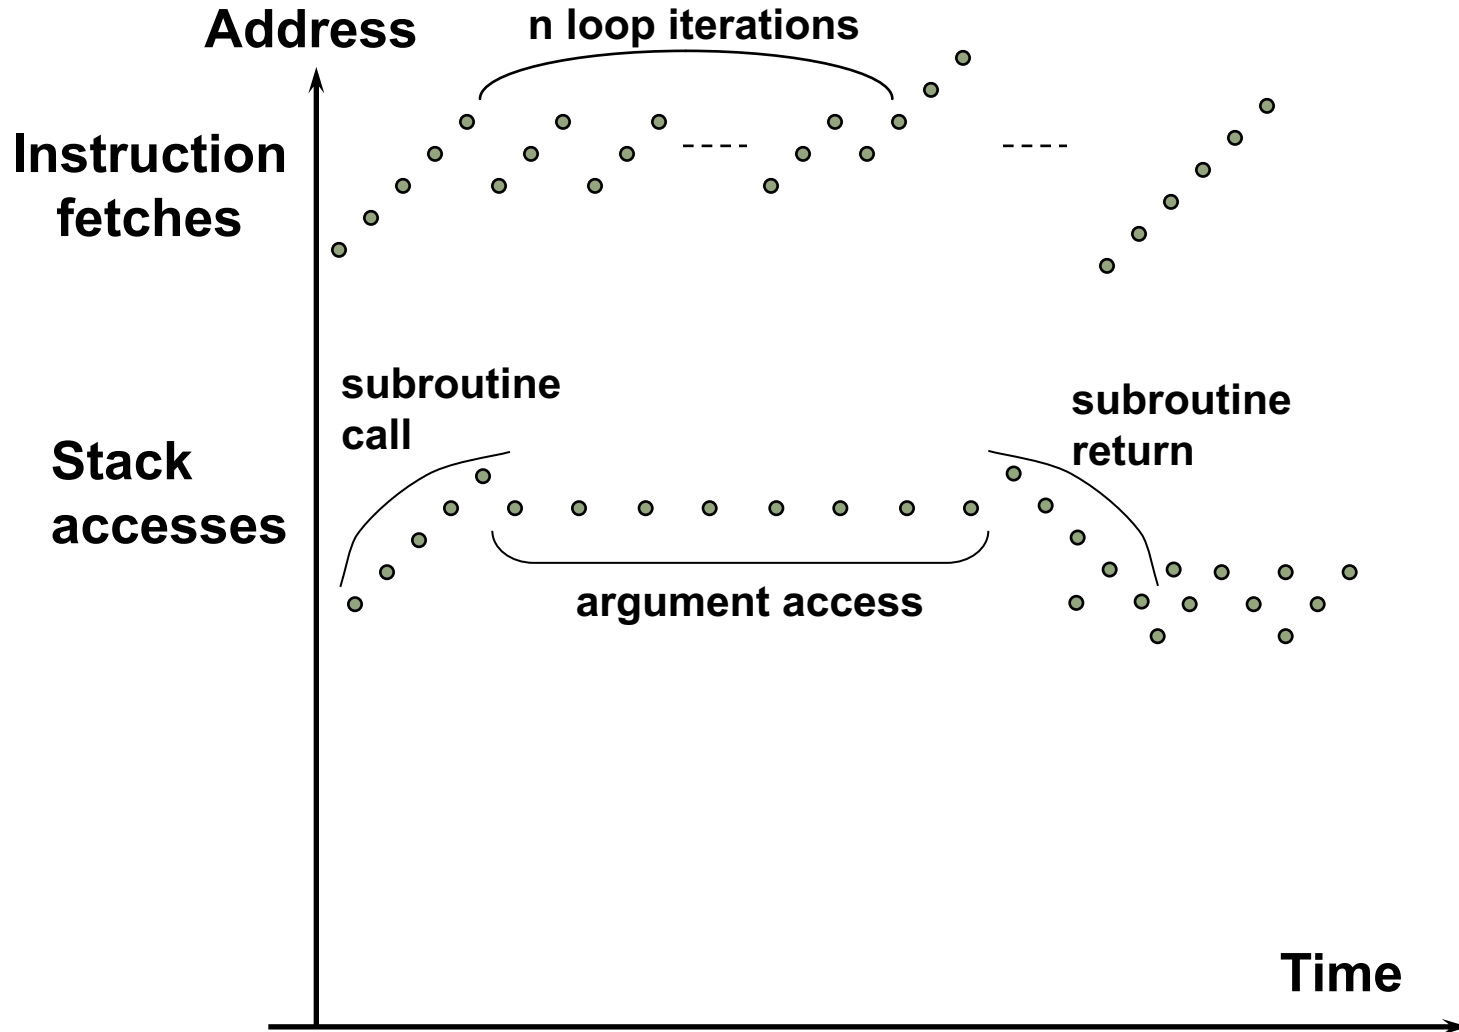 Address
n loop iterations
Instruction
fetches
subroutine
call
subroutine
return
Stack
accesses
argument access
Time